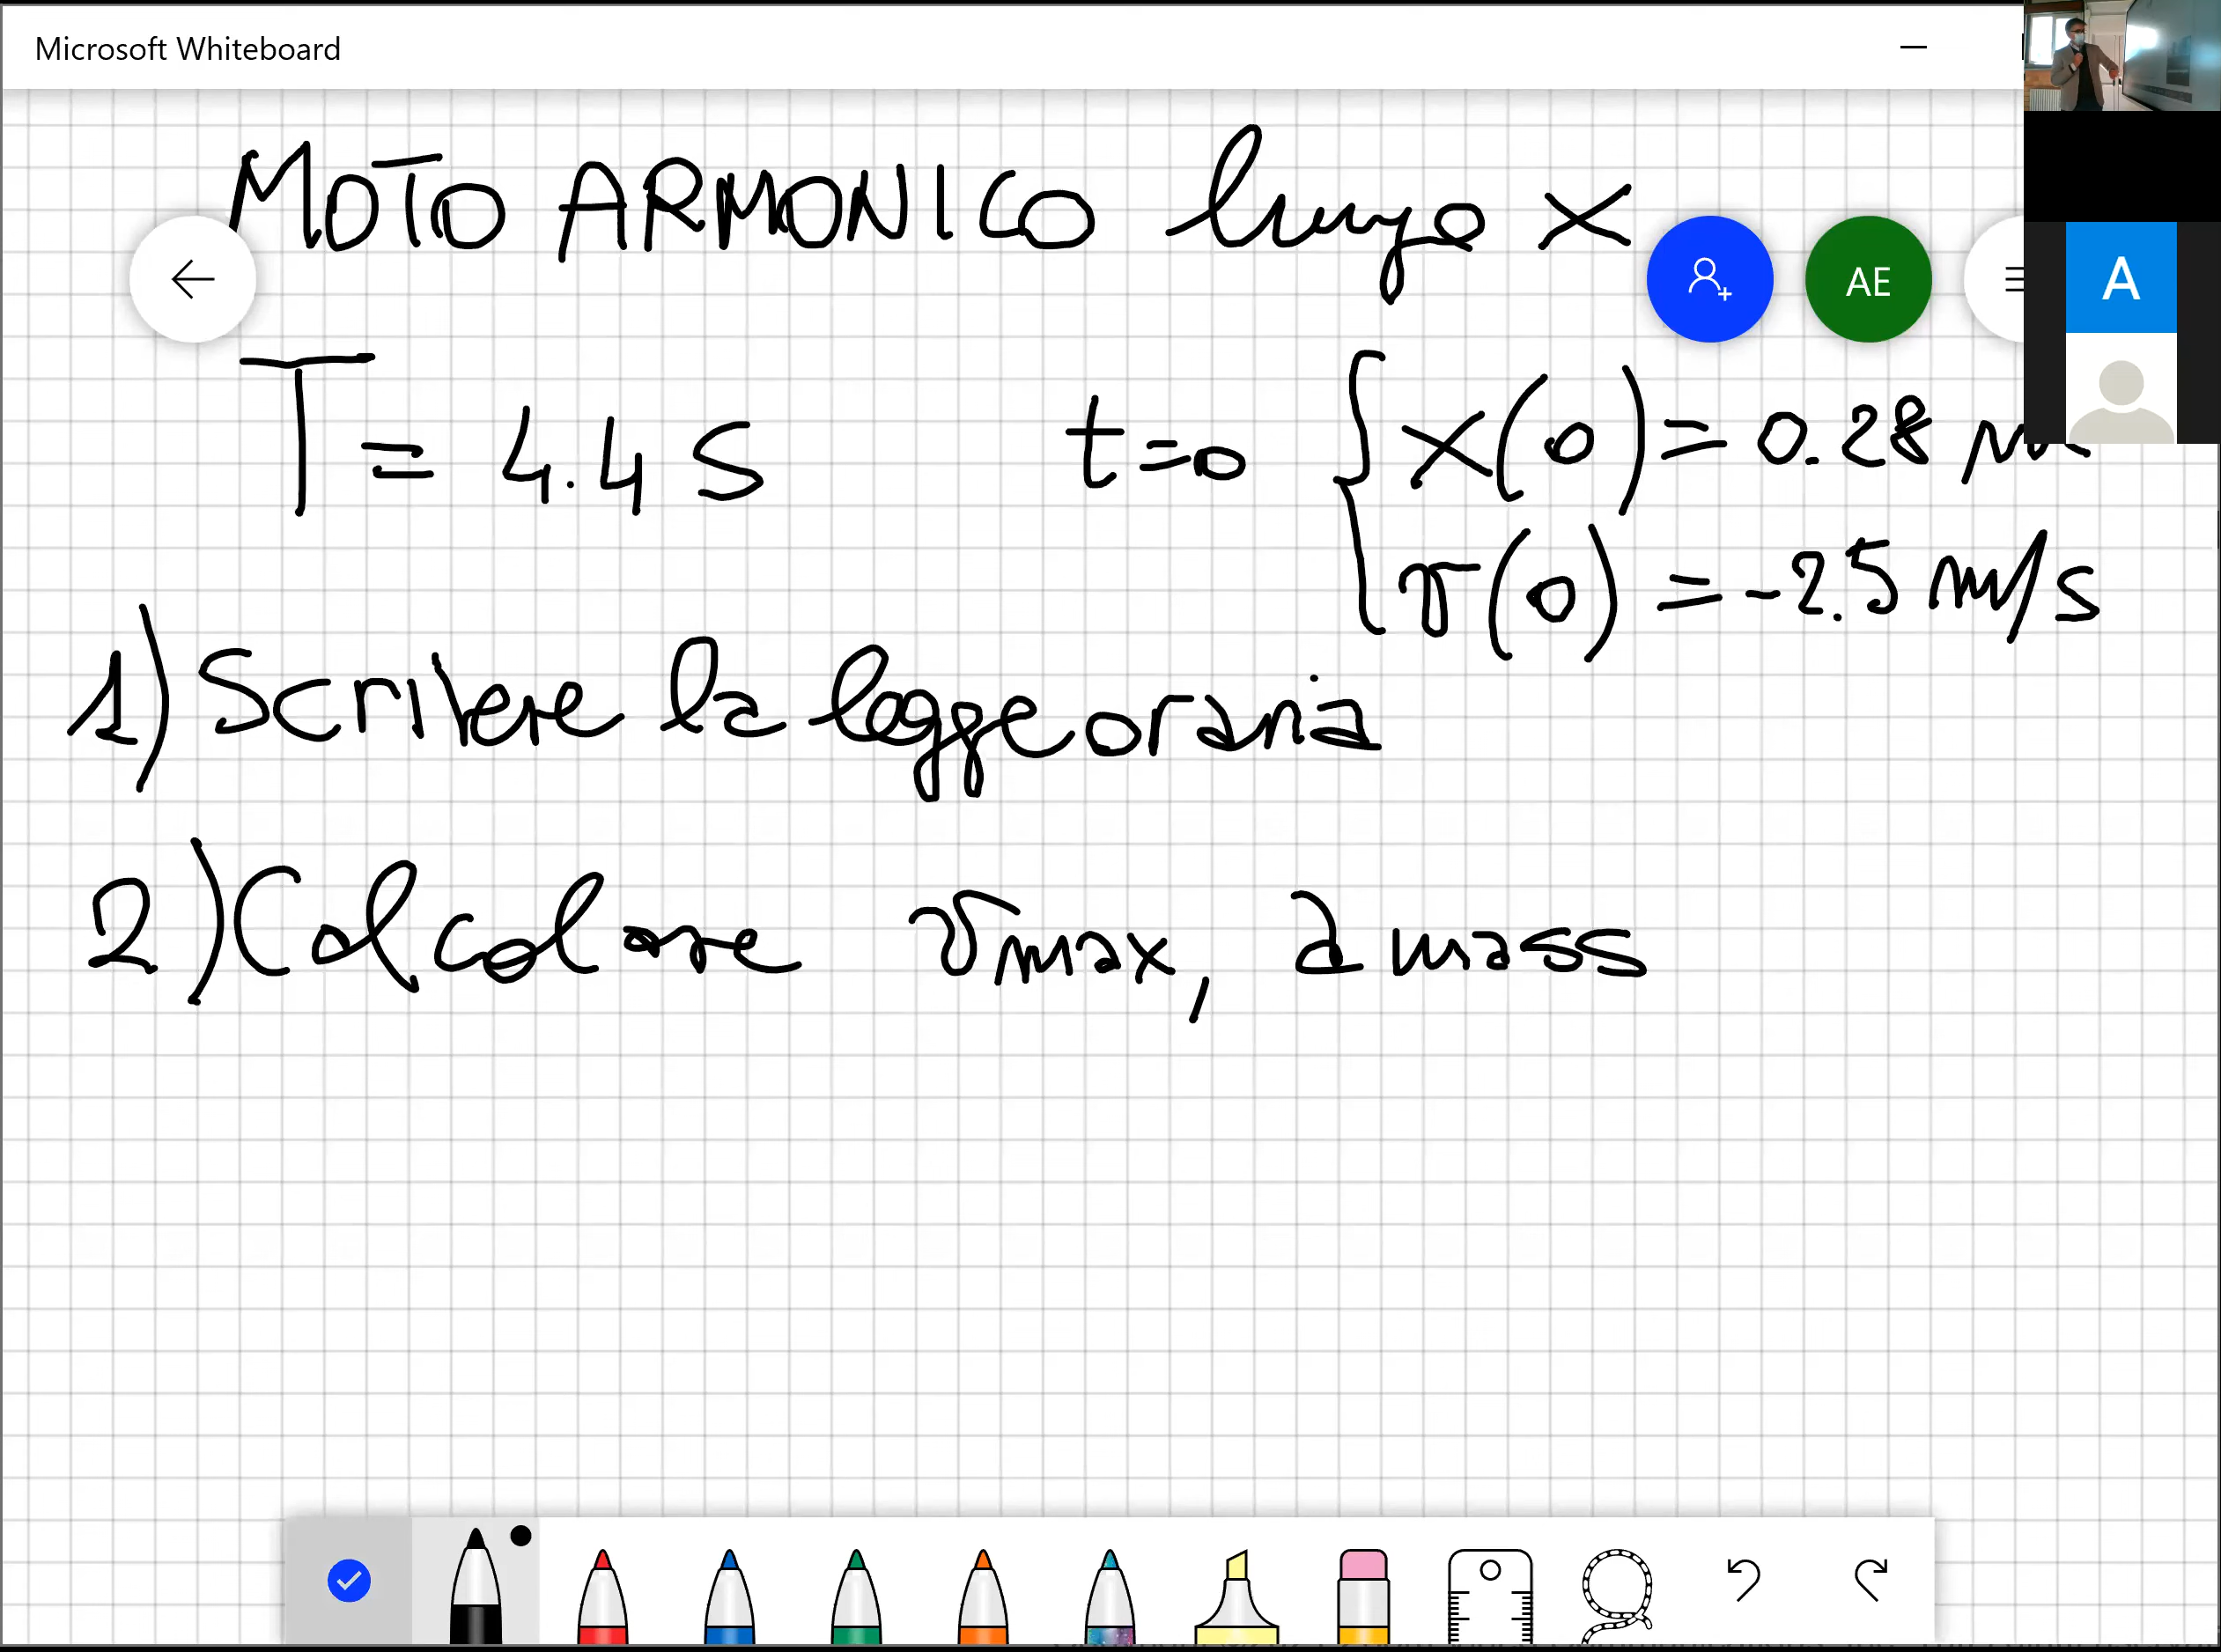 Microsoft Whiteboard
MOTO ARMONICO lungo x
AE
A
T = 4.4 s t=0 { x(0) = 0.28 m
v(0) = -2.5 m/s
1) Scrivere la legge oraria
2) Calcolare vmax, a mass